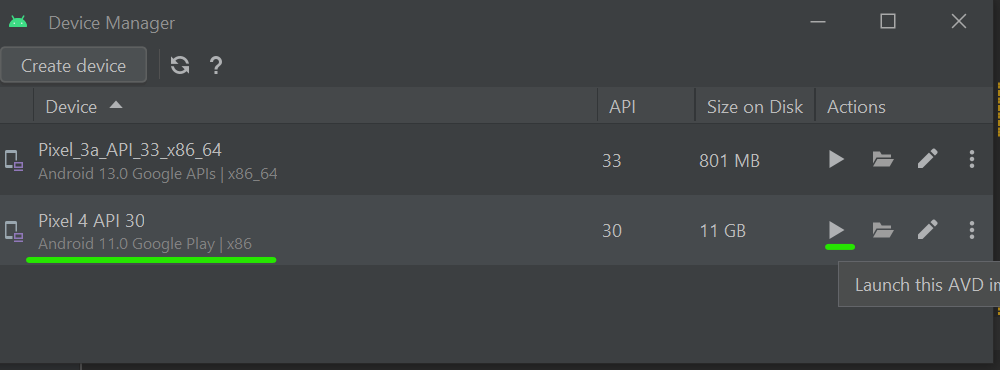 Device Manager
Create device ?
Device API Size on Disk Actions
Pixel_3a_API_33_x86_64
Android 13.0 Google APIs | x86_64
33 801 MB
Pixel 4 API 30
Android 11.0 Google Play | x86
30 11 GB
Launch this AVD in